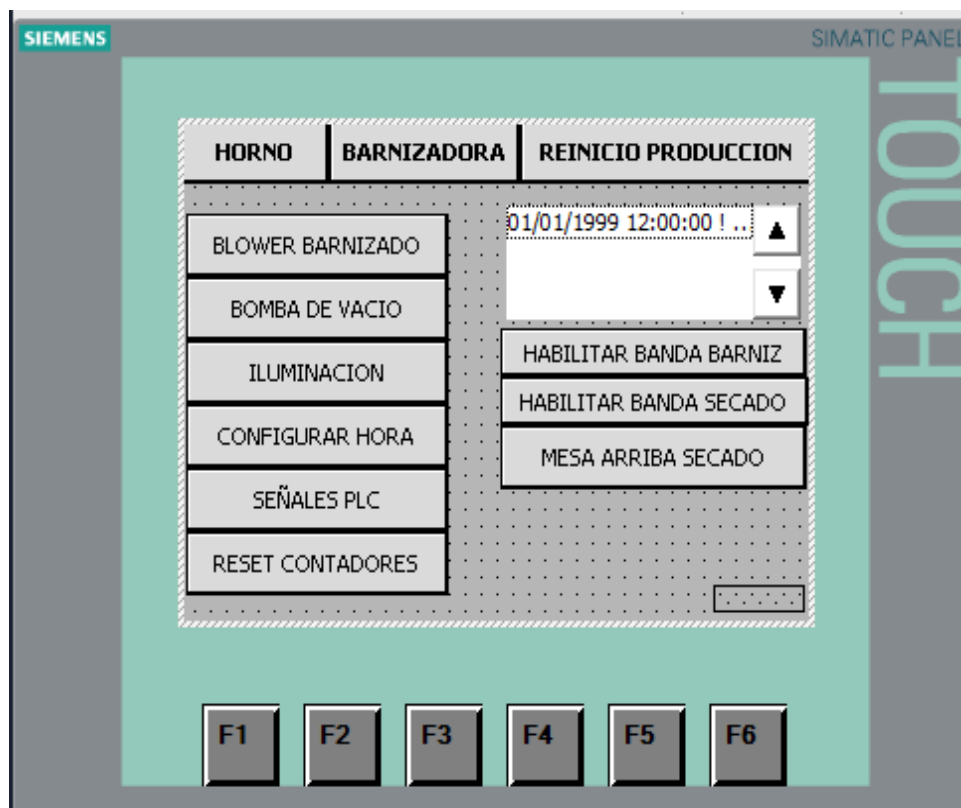 SIEMENS
SIMATIC PANEL
TOUCH
HORNO BARNIZADORA REINICIO PRODUCCION
01/01/1999 12:00:00 ! ..
BLOWER BARNIZADO
BOMBA DE VACIO
ILUMINACION
CONFIGURAR HORA
SEÑALES PLC
RESET CONTADORES
HABILITAR BANDA BARNIZ
HABILITAR BANDA SECADO
MESA ARRIBA SECADO
F1 F2 F3 F4 F5 F6